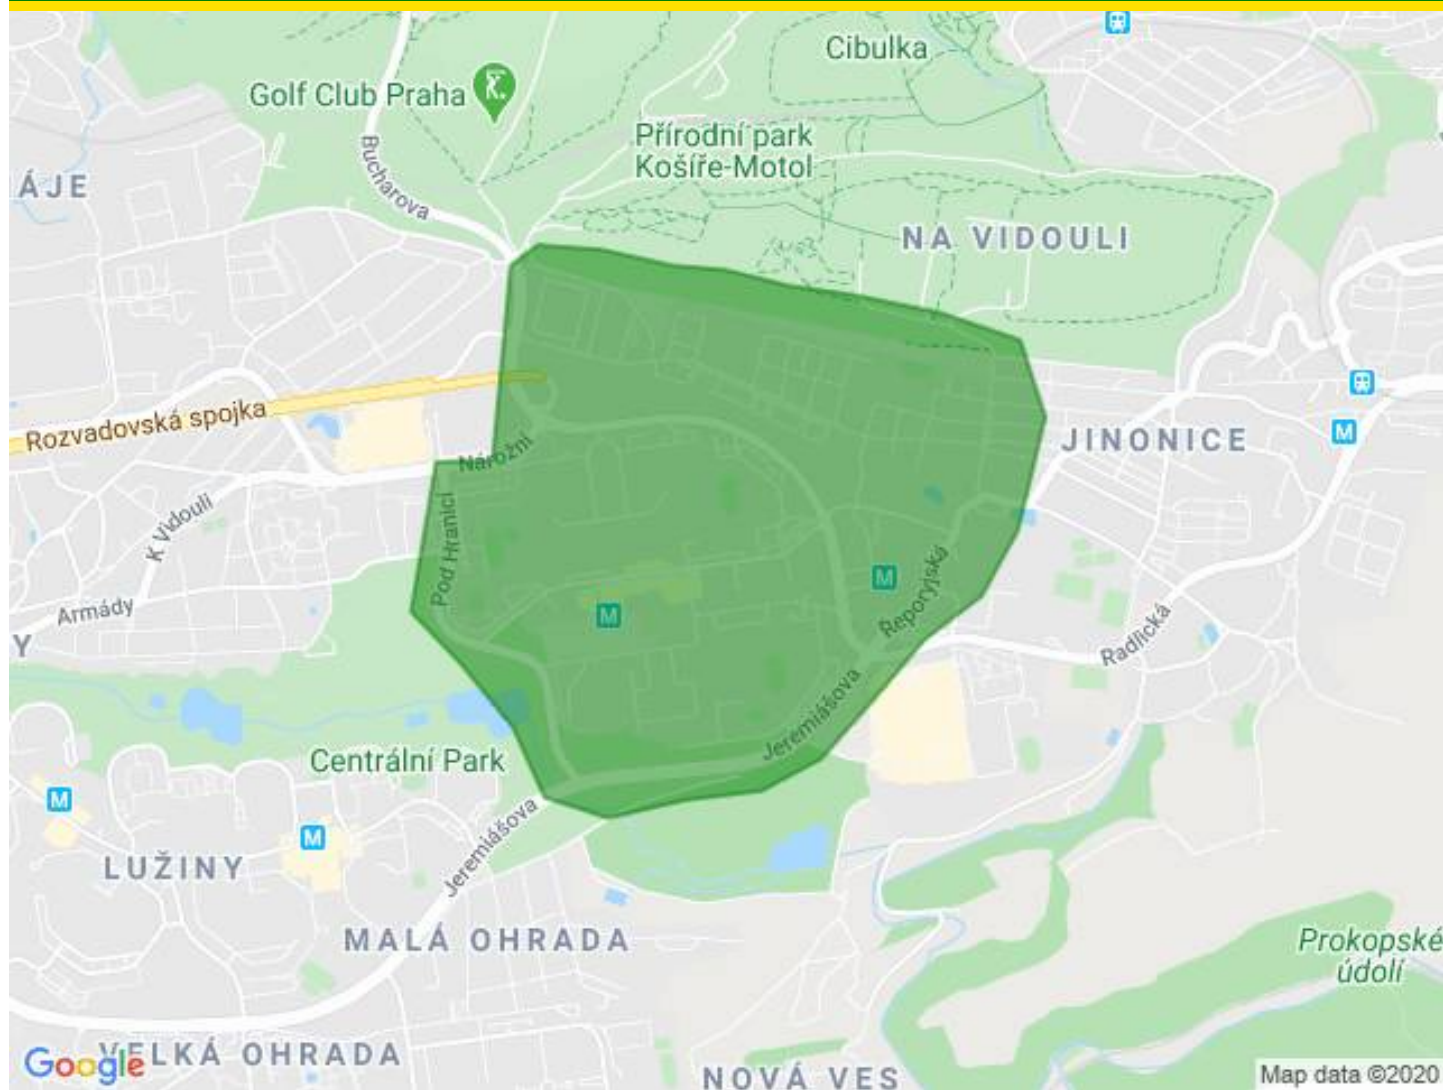 Cibulka
Golf Club Praha
Přírodní park
Košíře-Motol
Bucharova
ÁJE
NA VIDOULI
Rozvadovská spojka
JINONICE
Nárožní
K Vidouli
Pod Hranicí
M
Armády
M
Řeporyjská
M
Radlická
Y
Jeremiášova
Centrální Park
M
M
LUŽINY
Jeremiášova
MALÁ OHRADA
Prokopské
údolí
VELKÁ OHRADA
Google
NOVÁ VES
Map data ©2020